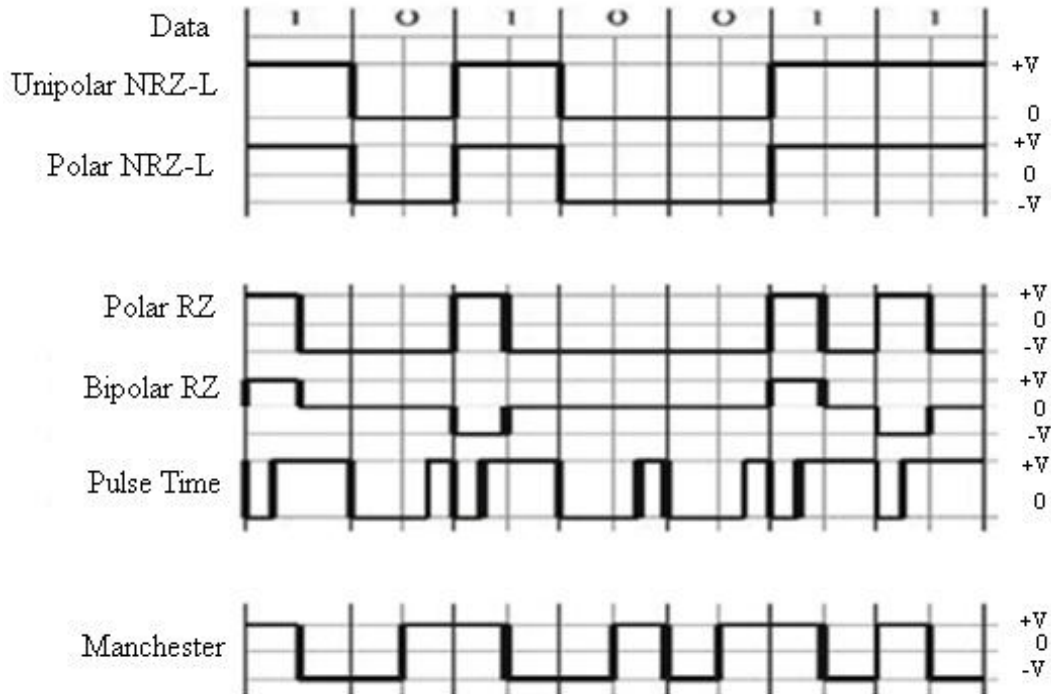 Data 1 0 1 0 0 1 1
Unipolar NRZ-L +V
0
Polar NRZ-L +V
0
-V
Polar RZ +V
0
-V
Bipolar RZ +V
0
-V
Pulse Time +V
0
Manchester +V
0
-V